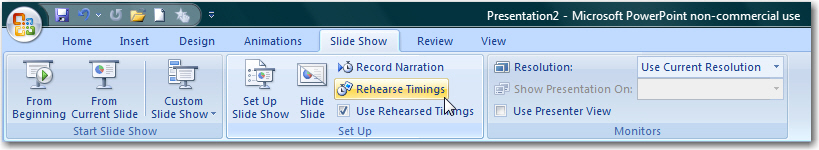 Presentation2 - Microsoft PowerPoint non-commercial use
Home Insert Design Animations Slide Show Review View
From Beginning
From Current Slide
Custom Slide Show
Start Slide Show
Set Up Slide Show
Hide Slide
Record Narration
Rehearse Timings
Use Rehearsed Timings
Set Up
Resolution: Use Current Resolution
Show Presentation On:
Use Presenter View
Monitors